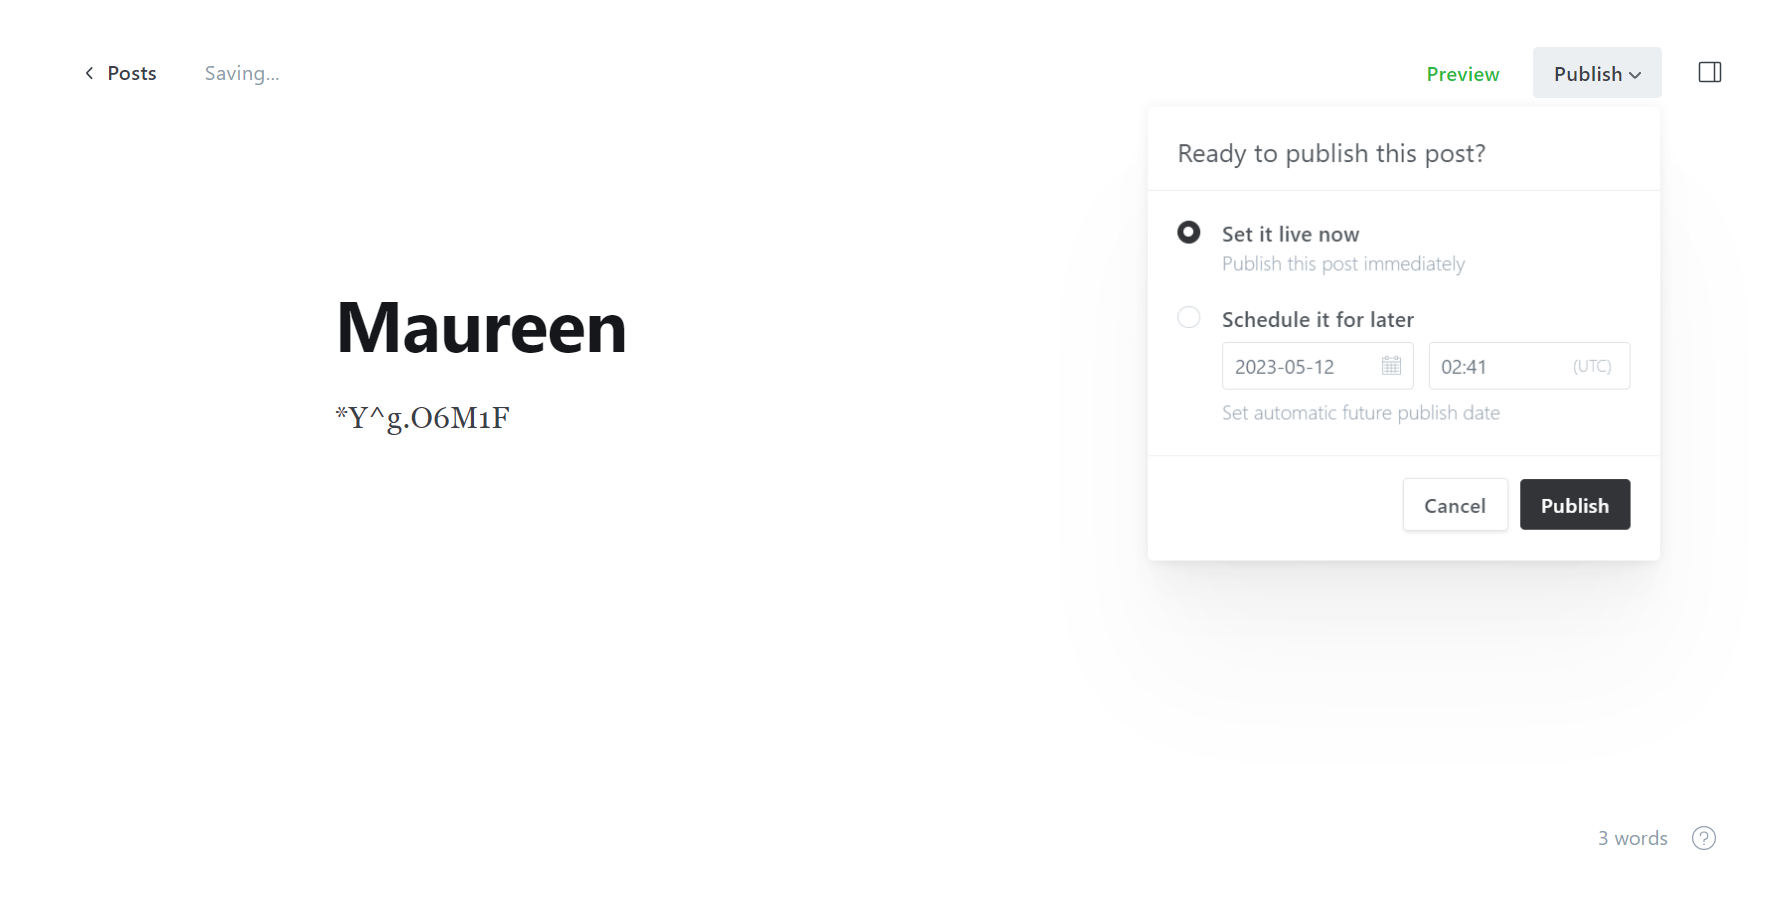 Posts
Saving...
Preview
Publish
Ready to publish this post?
Set it live now
Publish this post immediately
Schedule it for later
2023-05-12
02:41 (UTC)
Set automatic future publish date
Cancel
Publish
Maureen
*Y^g.O6M1F
3 words
?